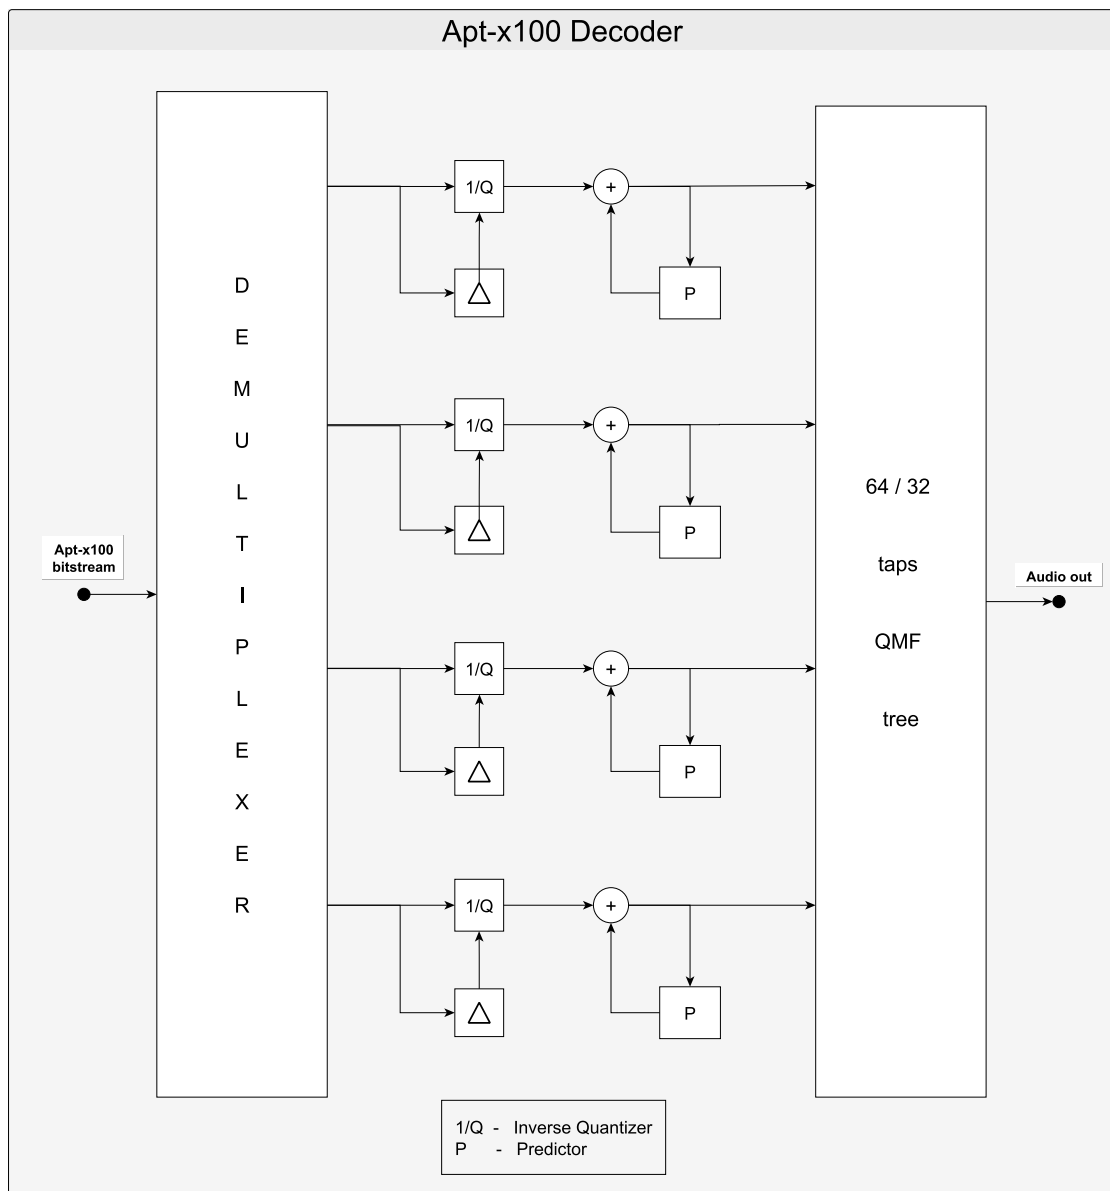 Apt-x100 Decoder
D
E
M
U
L
T
I
P
L
E
X
E
R
Apt-x100
bitstream
1/Q
+
P
1/Q
+
P
1/Q
+
P
1/Q
+
P
64 / 32
taps
QMF
tree
Audio out
1/Q - Inverse Quantizer
P - Predictor